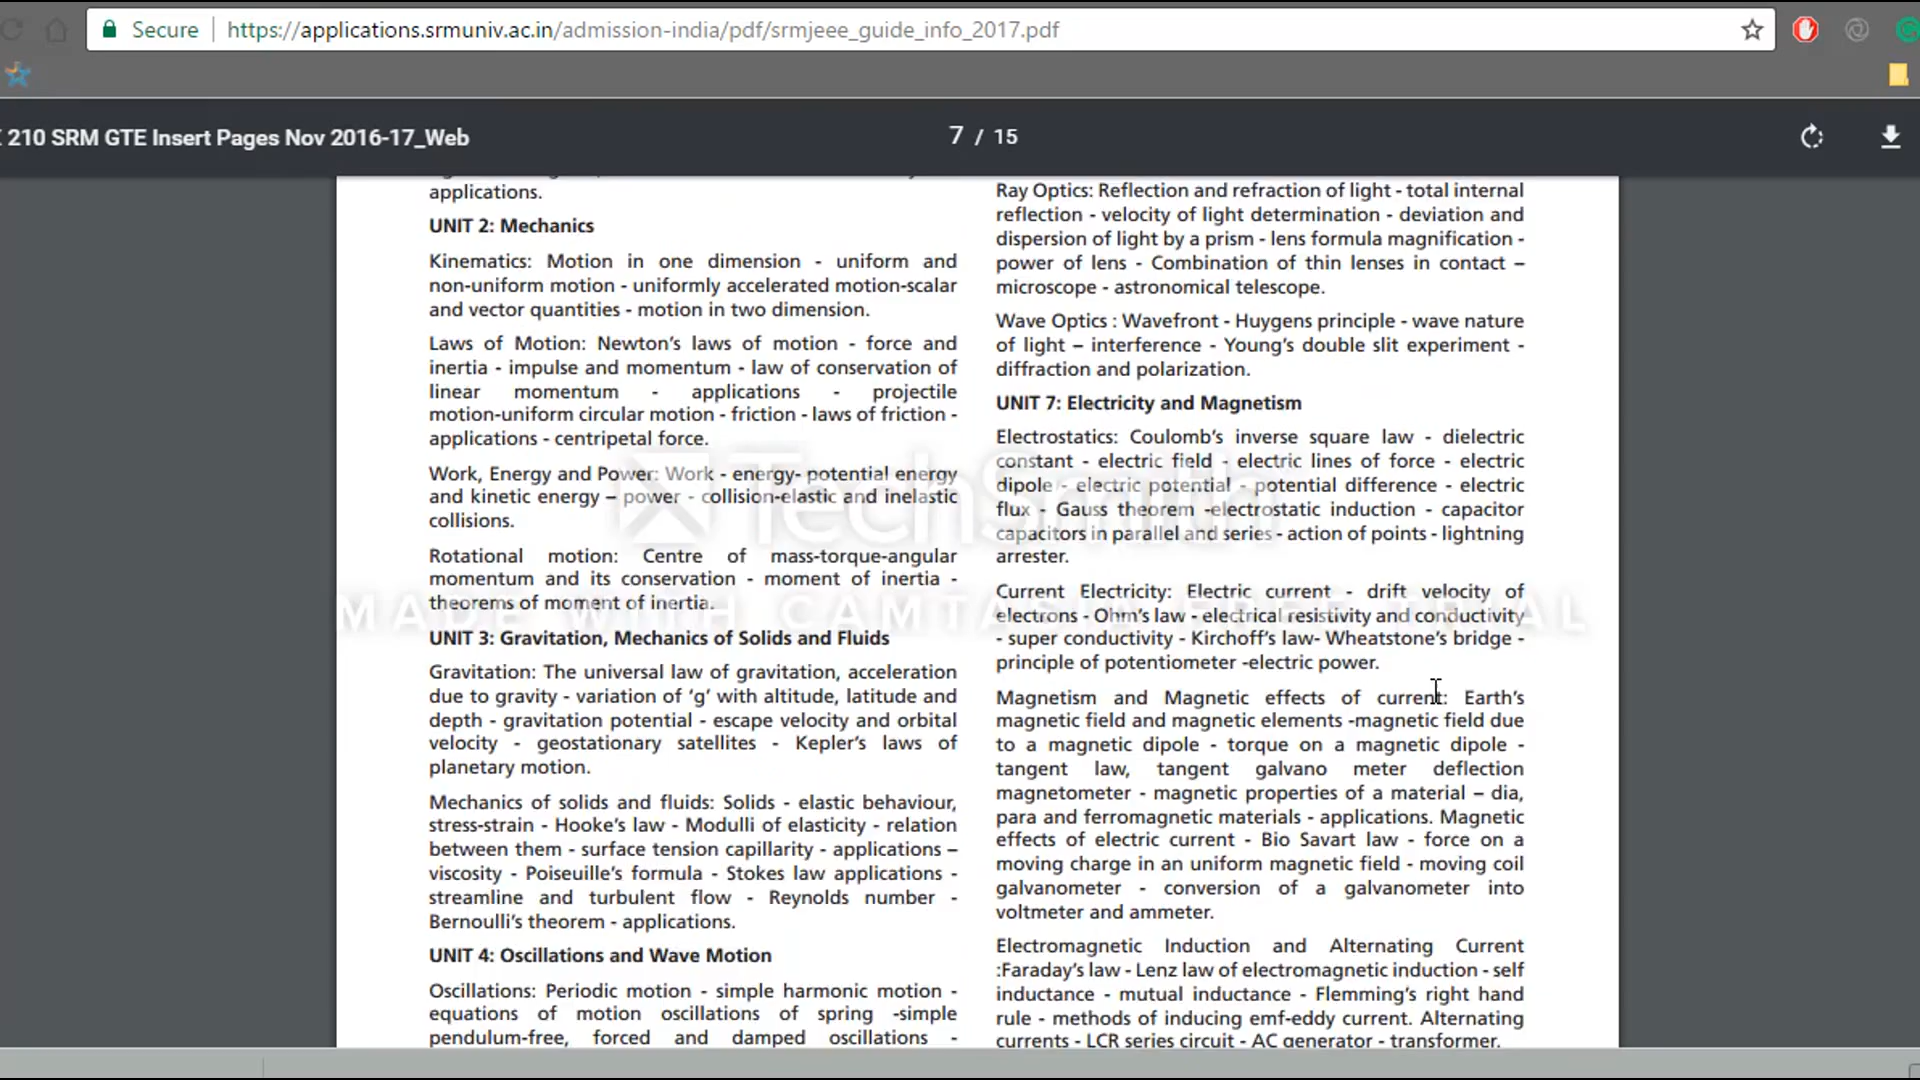 Secure
https://applications.srmuniv.ac.in/admission-india/pdf/srmjeee_guide_info_2017.pdf
210 SRM GTE Insert Pages Nov 2016-17_Web
7 / 15
applications.
UNIT 2: Mechanics
Kinematics: Motion in one dimension - uniform and
non-uniform motion - uniformly accelerated motion-scalar
and vector quantities - motion in two dimension.
Laws of Motion: Newton's laws of motion - force and
inertia - impulse and momentum - law of conservation of
linear momentum - applications - projectile
motion-uniform circular motion - friction - laws of friction -
applications - centripetal force.
Work, Energy and Power: Work - energy- potential energy
and kinetic energy – power - collision-elastic and inelastic
collisions.
Rotational motion: Centre of mass-torque-angular
momentum and its conservation - moment of inertia -
theorems of moment of inertia.
UNIT 3: Gravitation, Mechanics of Solids and Fluids
Gravitation: The universal law of gravitation, acceleration
due to gravity - variation of 'g' with altitude, latitude and
depth - gravitation potential - escape velocity and orbital
velocity - geostationary satellites - Kepler's laws of
planetary motion.
Mechanics of solids and fluids: Solids - elastic behaviour,
stress-strain - Hooke's law - Modulli of elasticity - relation
between them - surface tension capillarity - applications –
viscosity - Poiseuille's formula - Stokes law applications -
streamline and turbulent flow - Reynolds number -
Bernoulli's theorem - applications.
UNIT 4: Oscillations and Wave Motion
Oscillations: Periodic motion - simple harmonic motion -
equations of motion oscillations of spring -simple
pendulum-free, forced and damped oscillations -
Ray Optics: Reflection and refraction of light - total internal
reflection - velocity of light determination - deviation and
dispersion of light by a prism - lens formula magnification -
power of lens - Combination of thin lenses in contact –
microscope - astronomical telescope.
Wave Optics : Wavefront - Huygens principle - wave nature
of light – interference - Young's double slit experiment -
diffraction and polarization.
UNIT 7: Electricity and Magnetism
Electrostatics: Coulomb's inverse square law - dielectric
constant - electric field - electric lines of force - electric
dipole - electric potential - potential difference - electric
flux - Gauss theorem -electrostatic induction - capacitor
capacitors in parallel and series - action of points - lightning
arrester.
Current Electricity: Electric current - drift velocity of
electrons - Ohm's law - electrical resistivity and conductivity
- super conductivity - Kirchoff's law- Wheatstone's bridge -
principle of potentiometer -electric power.
Magnetism and Magnetic effects of current: Earth's
magnetic field and magnetic elements -magnetic field due
to a magnetic dipole - torque on a magnetic dipole -
tangent law, tangent galvano meter deflection
magnetometer - magnetic properties of a material – dia,
para and ferromagnetic materials - applications. Magnetic
effects of electric current - Bio Savart law - force on a
moving charge in an uniform magnetic field - moving coil
galvanometer - conversion of a galvanometer into
voltmeter and ammeter.
Electromagnetic Induction and Alternating Current
:Faraday's law - Lenz law of electromagnetic induction - self
inductance - mutual inductance - Flemming's right hand
rule - methods of inducing emf-eddy current. Alternating
currents - LCR series circuit - AC generator - transformer.
TechSmith
MADE WITH CAMTASIA FREE TRIAL